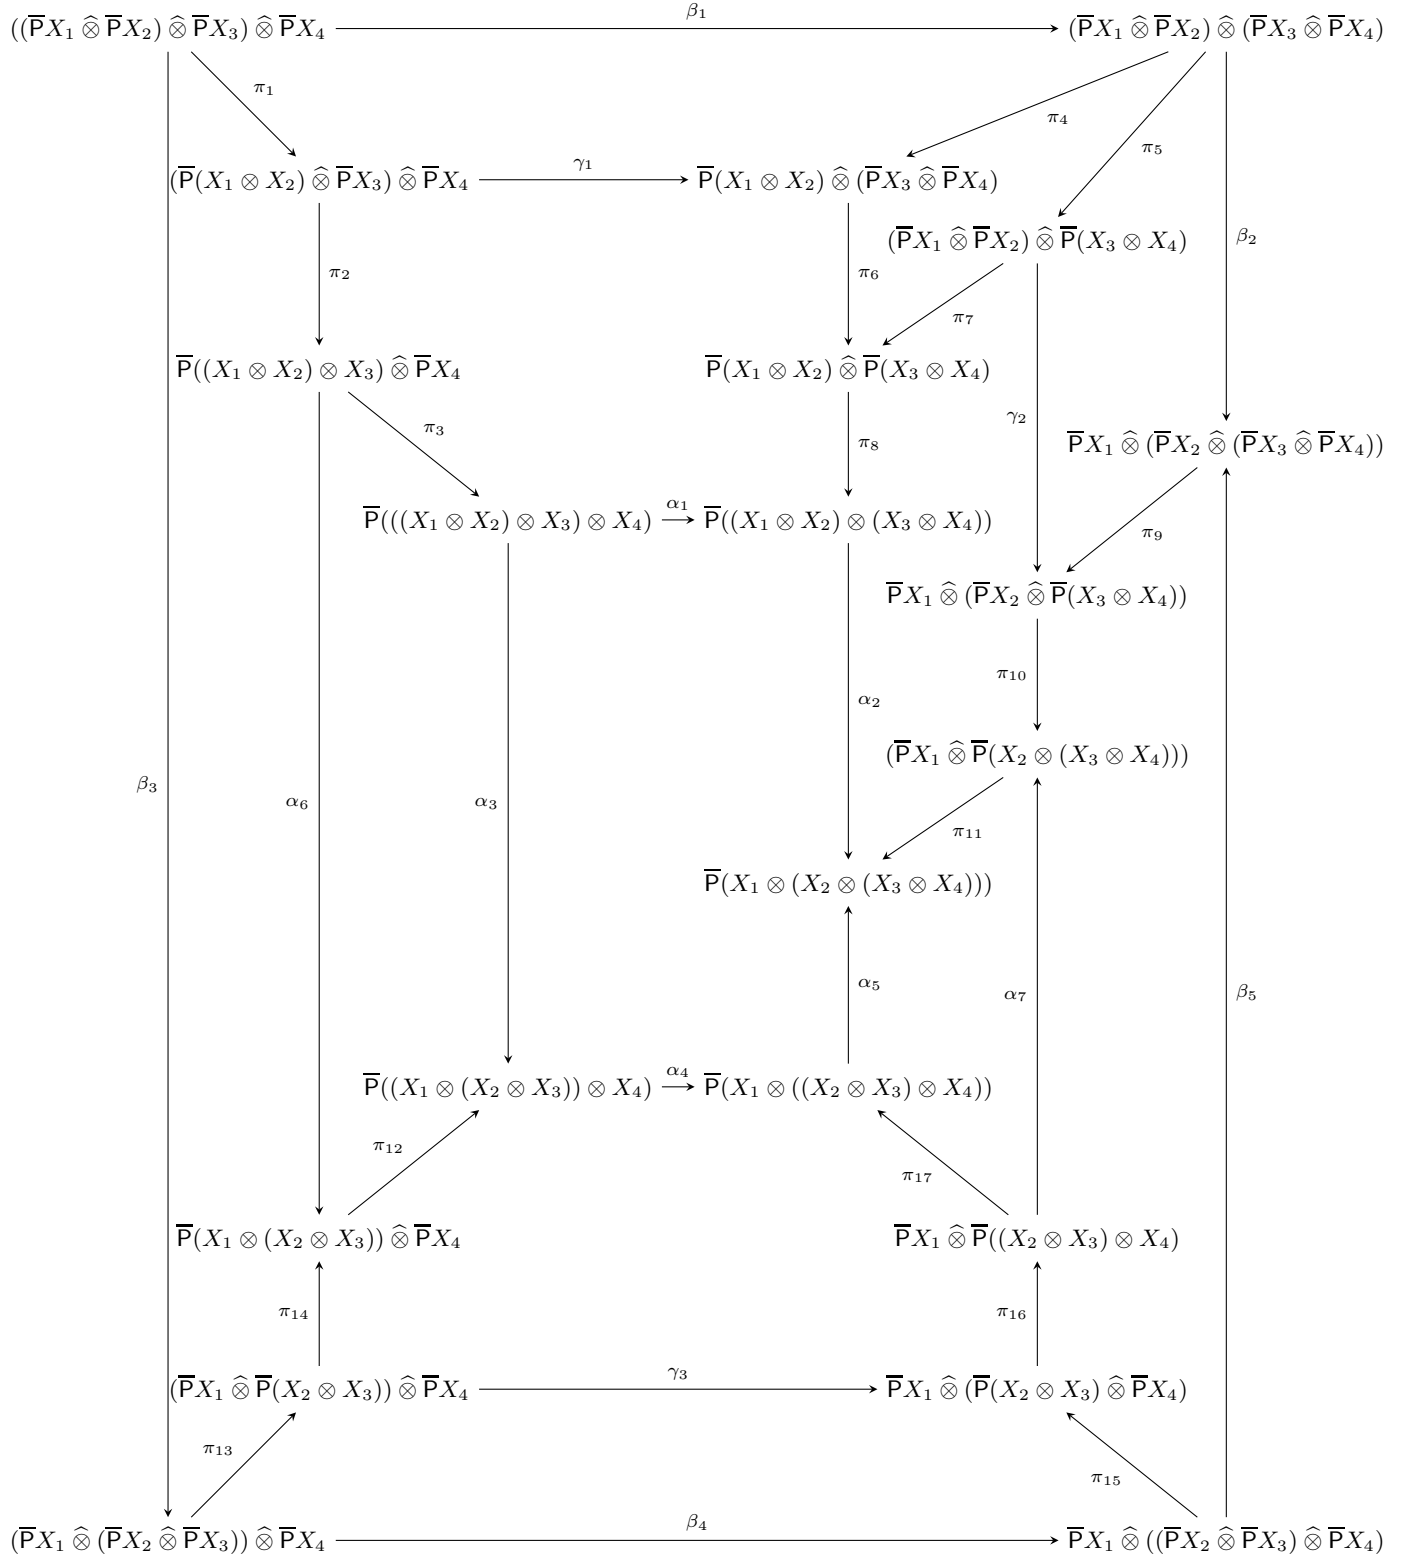 ((P̅X₁ ⊗̂ P̅X₂) ⊗̂ P̅X₃) ⊗̂ P̅X₄ β₁ (P̅X₁ ⊗̂ P̅X₂) ⊗̂ (P̅X₃ ⊗̂ P̅X₄)
π₁
π₄
π₅
(P̅(X₁ ⊗ X₂) ⊗̂ P̅X₃) ⊗̂ P̅X₄ γ₁ P̅(X₁ ⊗ X₂) ⊗̂ (P̅X₃ ⊗̂ P̅X₄)
(P̅X₁ ⊗̂ P̅X₂) ⊗̂ P̅(X₃ ⊗ X₄) β₂
π₂ π₆
π₇
P̅((X₁ ⊗ X₂) ⊗ X₃) ⊗̂ P̅X₄ P̅(X₁ ⊗ X₂) ⊗̂ P̅(X₃ ⊗ X₄)
γ₂
π₃ π₈ P̅X₁ ⊗̂ (P̅X₂ ⊗̂ (P̅X₃ ⊗̂ P̅X₄))
P̅(((X₁ ⊗ X₂) ⊗ X₃) ⊗ X₄) α₁ P̅((X₁ ⊗ X₂) ⊗ (X₃ ⊗ X₄))
π₉
P̅X₁ ⊗̂ (P̅X₂ ⊗̂ P̅(X₃ ⊗ X₄))
π₁₀
α₂
(P̅X₁ ⊗̂ P̅(X₂ ⊗ (X₃ ⊗ X₄)))
β₃ α₆ α₃
π₁₁
P̅(X₁ ⊗ (X₂ ⊗ (X₃ ⊗ X₄)))
α₅ α₇ β₅
P̅((X₁ ⊗ (X₂ ⊗ X₃)) ⊗ X₄) α₄ P̅(X₁ ⊗ ((X₂ ⊗ X₃) ⊗ X₄))
π₁₂ π₁₇
P̅(X₁ ⊗ (X₂ ⊗ X₃)) ⊗̂ P̅X₄ P̅X₁ ⊗̂ P̅((X₂ ⊗ X₃) ⊗ X₄)
π₁₄ π₁₆
(P̅X₁ ⊗̂ P̅(X₂ ⊗ X₃)) ⊗̂ P̅X₄ γ₃ P̅X₁ ⊗̂ (P̅(X₂ ⊗ X₃) ⊗̂ P̅X₄)
π₁₃ π₁₅
(P̅X₁ ⊗̂ (P̅X₂ ⊗̂ P̅X₃)) ⊗̂ P̅X₄ β₄ P̅X₁ ⊗̂ ((P̅X₂ ⊗̂ P̅X₃) ⊗̂ P̅X₄)